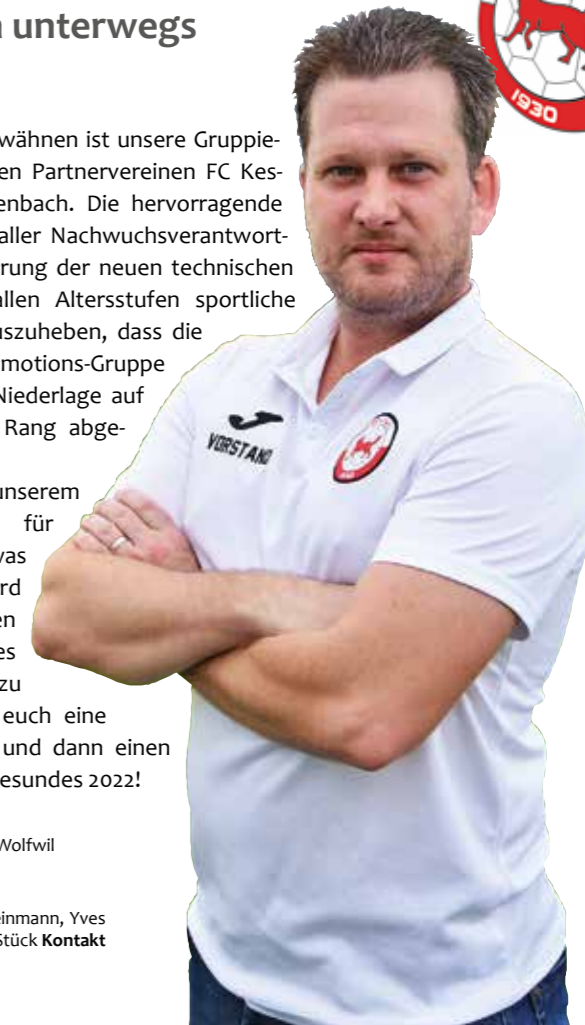 unterwegs
1930
wähnen ist unsere Gruppie-
en Partnervereinen FC Kes-
enbach. Die hervorragende
aller Nachwuchsverantwort-
rung der neuen technischen
allen Altersstufen sportliche
uszuheben, dass die
motions-Gruppe
Niederlage auf
Rang abge-
VORSTAND
unserem
für
vas
rd
en
es
zu
euch eine
und dann einen
esundes 2022!
Wolfwil
einmann, Yves
Stück Kontakt